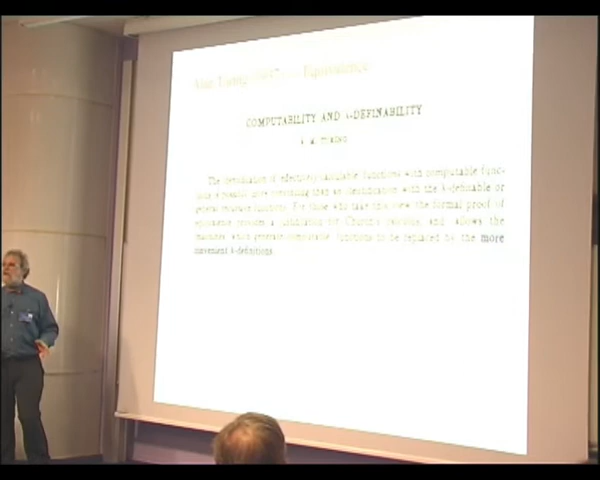 Alan Turing (1937) — Equivalence
COMPUTABILITY AND λ-DEFINABILITY
A. M. TURING
The identification of effectively calculable functions with computable func-
tions is possibly more convincing than an identification with the λ-definable or
general recursive functions. For those who take this view the formal proof of
equivalence provides a justification for Church's calculus, and allows the
machines which generate computable functions to be replaced by the more
convenient λ-definitions.